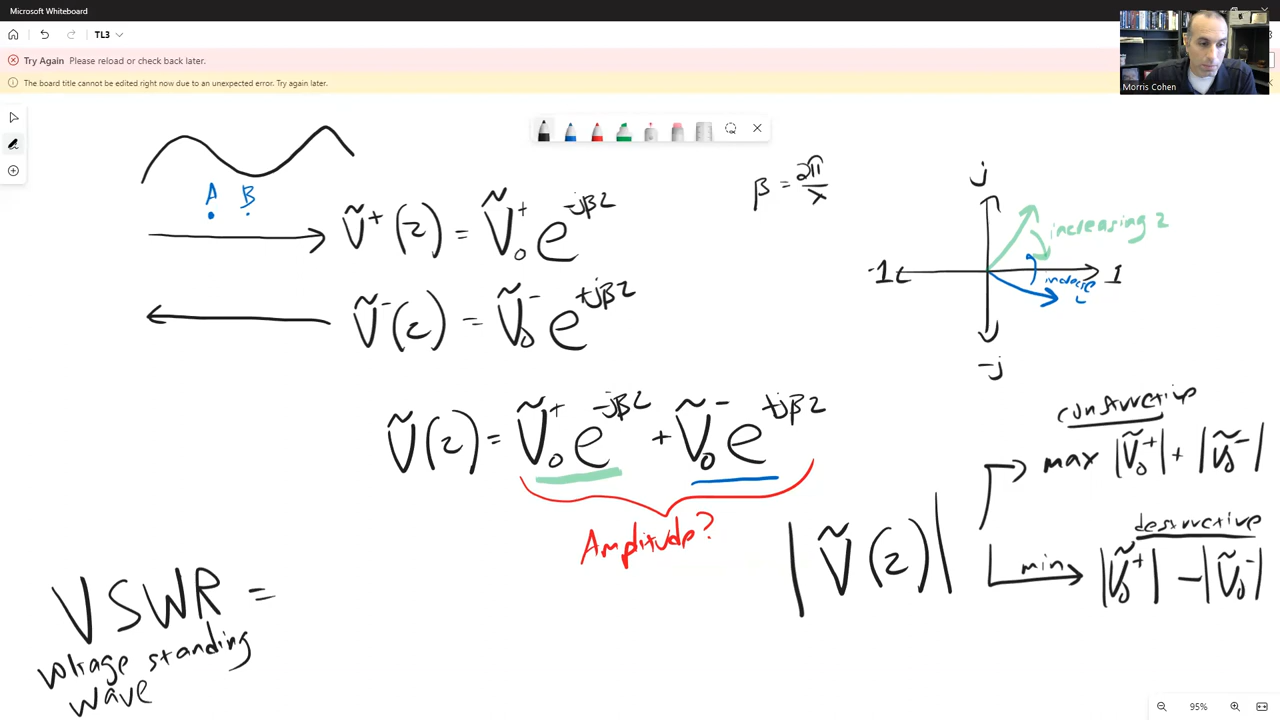 Microsoft Whiteboard
TL3
Try Again Please reload or check back later.
The board title cannot be edited right now due to an unexpected error. Try again later.
Morris Cohen
A B
Ṽ⁺(z) = Ṽ₀⁺ e^{-jβz}
Ṽ⁻(z) = Ṽ₀⁻ e^{+jβz}
β = 2π/λ
j
increasing z
-1 1
-j
Ṽ(z) = Ṽ₀⁺ e^{-jβz} + Ṽ₀⁻ e^{+jβz}
Amplitude?
|Ṽ(z)|
constructive
max |Ṽ₀⁺| + |Ṽ₀⁻|
destructive
min |Ṽ₀⁺| - |Ṽ₀⁻|
VSWR =
voltage standing
wave
95%